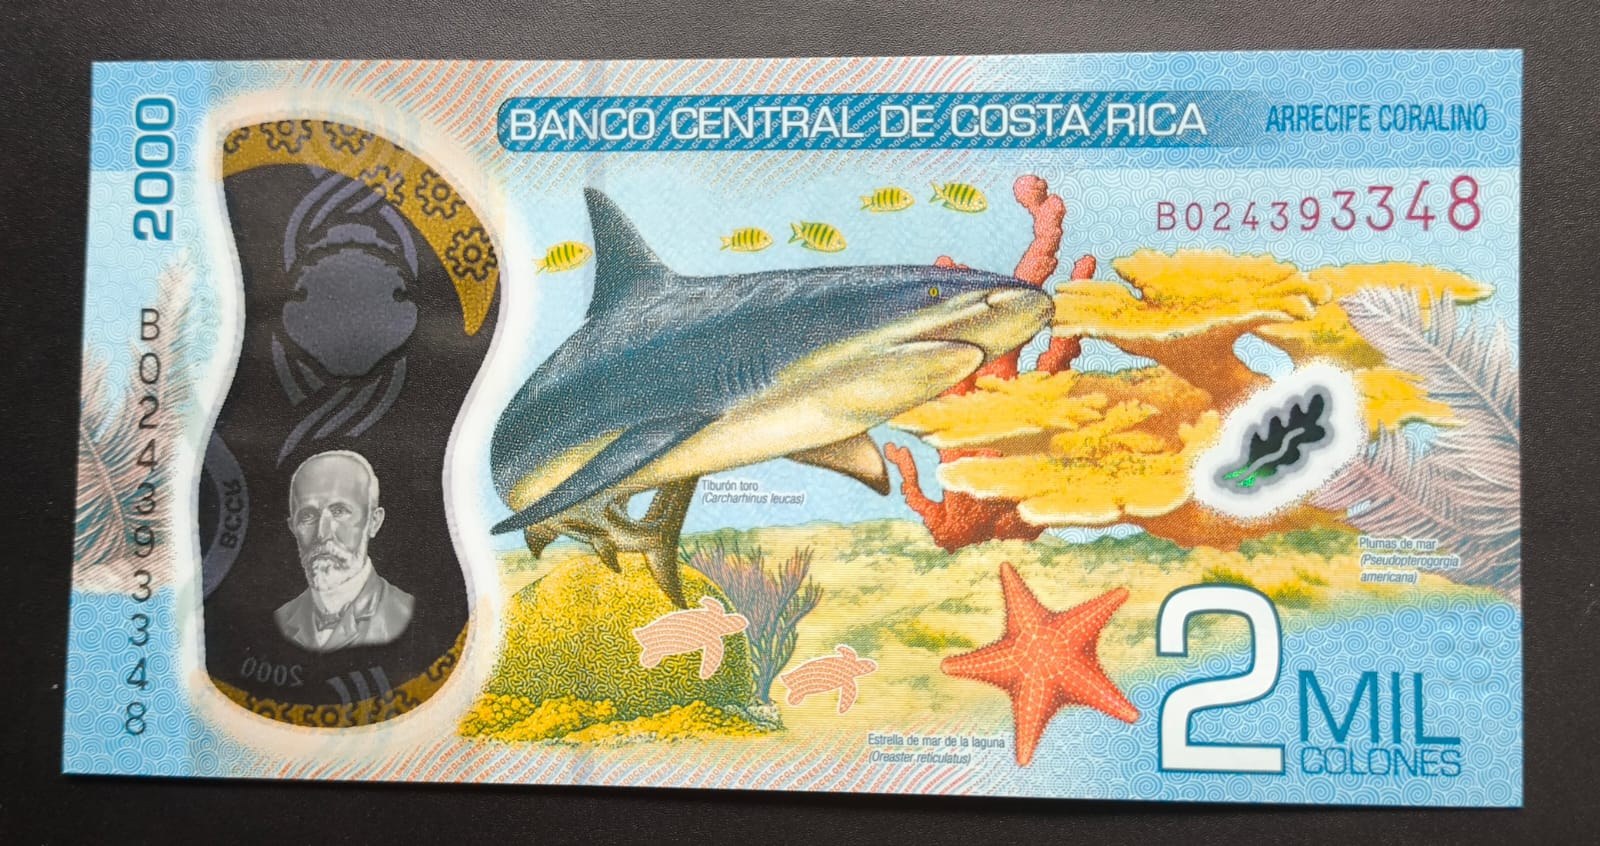 2000
BANCO CENTRAL DE COSTA RICA
ARRECIFE CORALINO
B024393348
B024393348
BCCR
2000
Tiburón toro
(Carcharhinus leucas)
Plumas de mar
(Pseudopterogorgia
americana)
Estrella de mar de la laguna
(Oreaster reticulatus)
2 MIL
COLONES